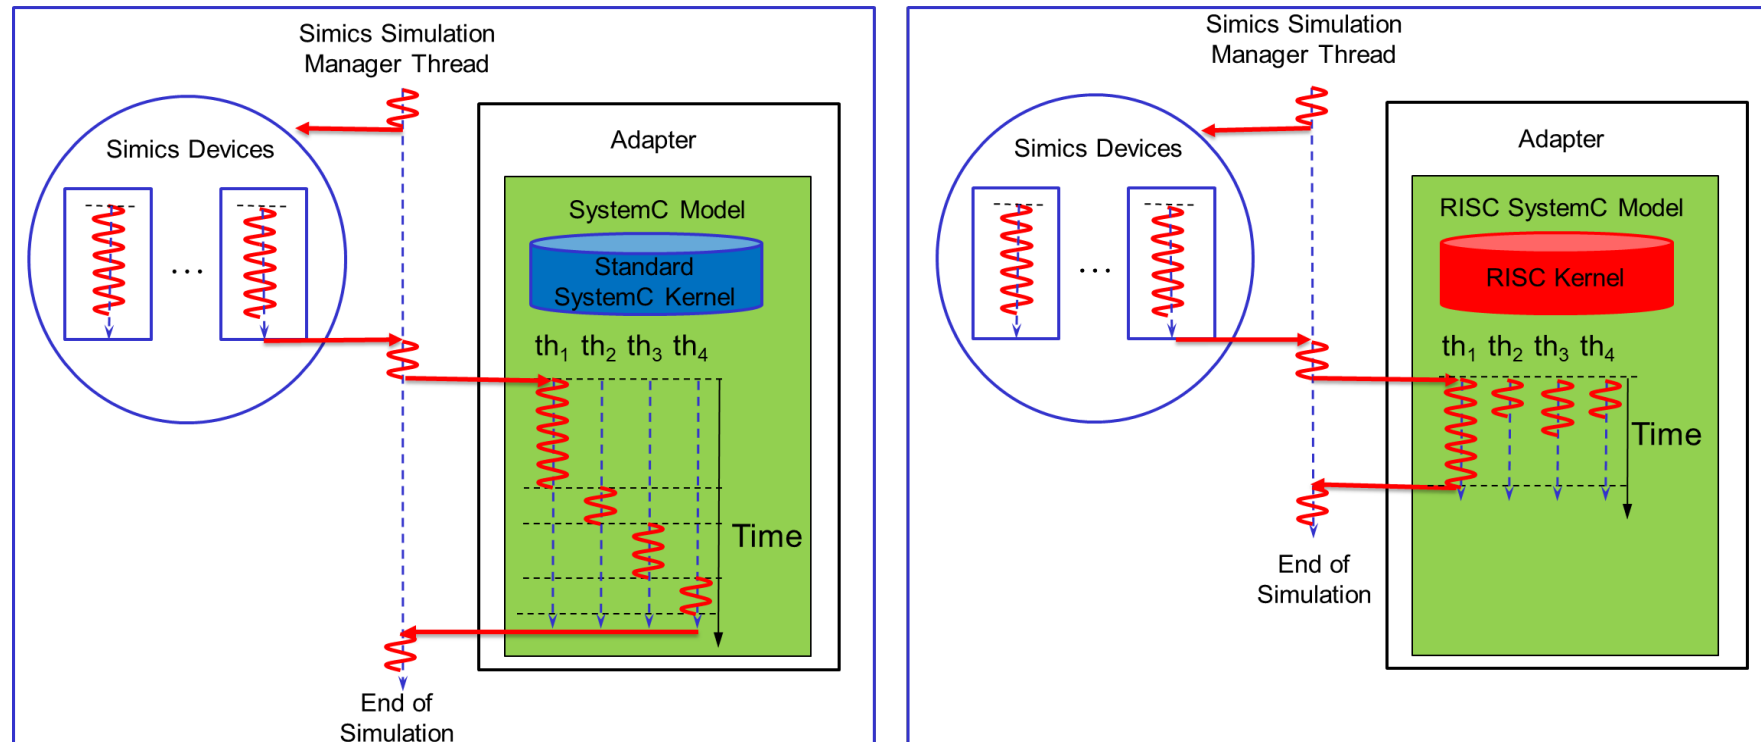 Simics Simulation
Manager Thread
Simics Devices
...
Adapter
SystemC Model
Standard
SystemC Kernel
th1 th2 th3 th4
Time
End of
Simulation
Simics Simulation
Manager Thread
Simics Devices
...
Adapter
RISC SystemC Model
RISC Kernel
th1 th2 th3 th4
Time
End of
Simulation